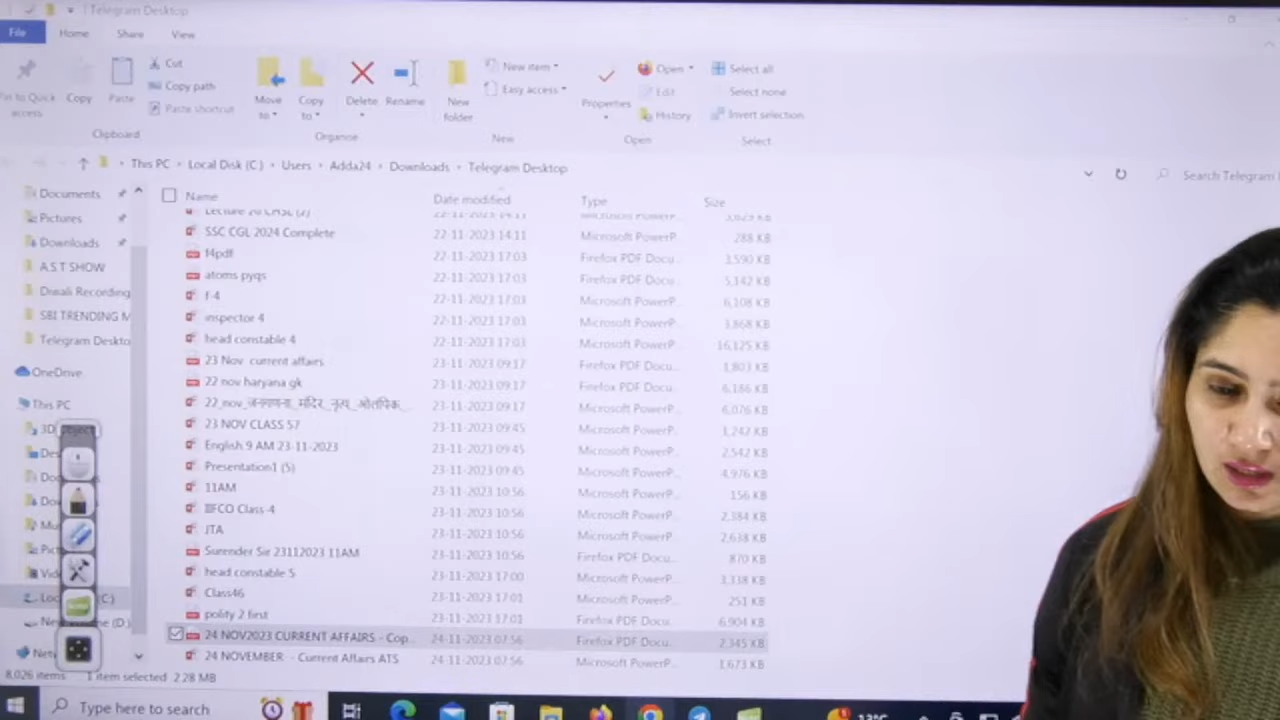 Telegram Desktop
File Home Share View
Pin to Quick access Copy Paste Cut Copy path Paste shortcut
Clipboard
Move to Copy to Delete Rename
Organise
New folder New item Easy access
New
Properties Open Edit History
Open
Select all Select none Invert selection
Select
This PC Local Disk (C:) Users Adda24 Downloads Telegram Desktop
Search Telegram
Documents
Pictures
Downloads
A.S.T SHOW
Diwali Recording
SBI TRENDING M
Telegram Deskto
OneDrive
This PC
Name Date modified Type Size
SSC CGL 2024 Complete 22-11-2023 14:11 Microsoft PowerP... 288 KB
f4pdf 22-11-2023 17:03 Firefox PDF Docu... 3,590 KB
atoms pyqs 22-11-2023 17:03 Firefox PDF Docu... 5,142 KB
f-4 22-11-2023 17:03 Microsoft PowerP... 6,108 KB
inspector 4 22-11-2023 17:03 Microsoft PowerP... 3,868 KB
head constable 4 22-11-2023 17:03 Microsoft PowerP... 16,125 KB
23 Nov current affairs 23-11-2023 09:17 Firefox PDF Docu... 1,803 KB
22 nov haryana gk 23-11-2023 09:17 Firefox PDF Docu... 6,186 KB
22_nov_जनगणना_मंदिर_नृत्य_ओलंपिक_... 23-11-2023 09:17 Microsoft PowerP... 6,076 KB
23 NOV CLASS 57 23-11-2023 09:45 Microsoft PowerP... 1,242 KB
English 9 AM 23-11-2023 23-11-2023 09:45 Microsoft PowerP... 2,542 KB
Presentation1 (5) 23-11-2023 09:45 Microsoft PowerP... 4,976 KB
11AM 23-11-2023 10:56 Microsoft PowerP... 156 KB
IFFCO Class-4 23-11-2023 10:56 Microsoft PowerP... 2,384 KB
JTA 23-11-2023 10:56 Microsoft PowerP... 2,638 KB
Surender Sir 23112023 11AM 23-11-2023 10:56 Firefox PDF Docu... 870 KB
head constable 5 23-11-2023 17:00 Microsoft PowerP... 3,338 KB
Class46 23-11-2023 17:01 Microsoft PowerP... 251 KB
polity 2 first 23-11-2023 17:01 Firefox PDF Docu... 6,904 KB
24 NOV2023 CURRENT AFFAIRS - Cop... 24-11-2023 07:56 Firefox PDF Docu... 2,345 KB
24 NOVEMBER - Current Affairs ATS 24-11-2023 07:56 Microsoft PowerP... 1,673 KB
8,026 items 1 item selected 2.28 MB
Type here to search